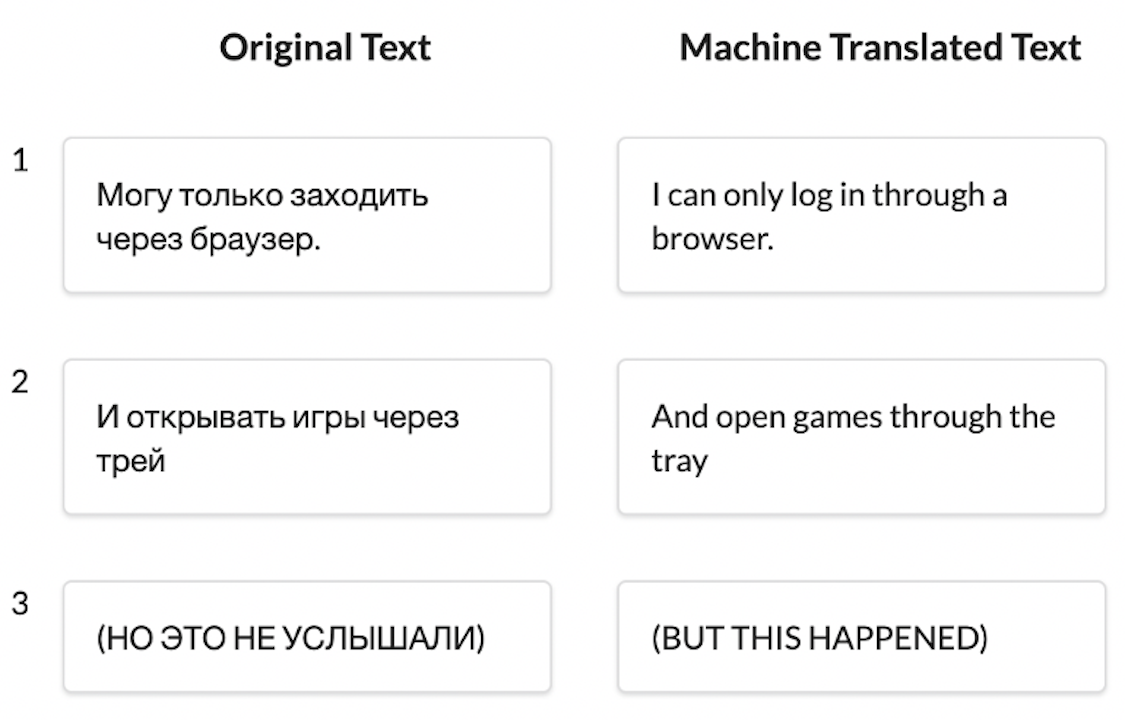 Original Text
Machine Translated Text
1
Могу только заходить
через браузер.
I can only log in through a
browser.
2
И открывать игры через
трей
And open games through the
tray
3
(НО ЭТО НЕ УСЛЫШАЛИ)
(BUT THIS HAPPENED)